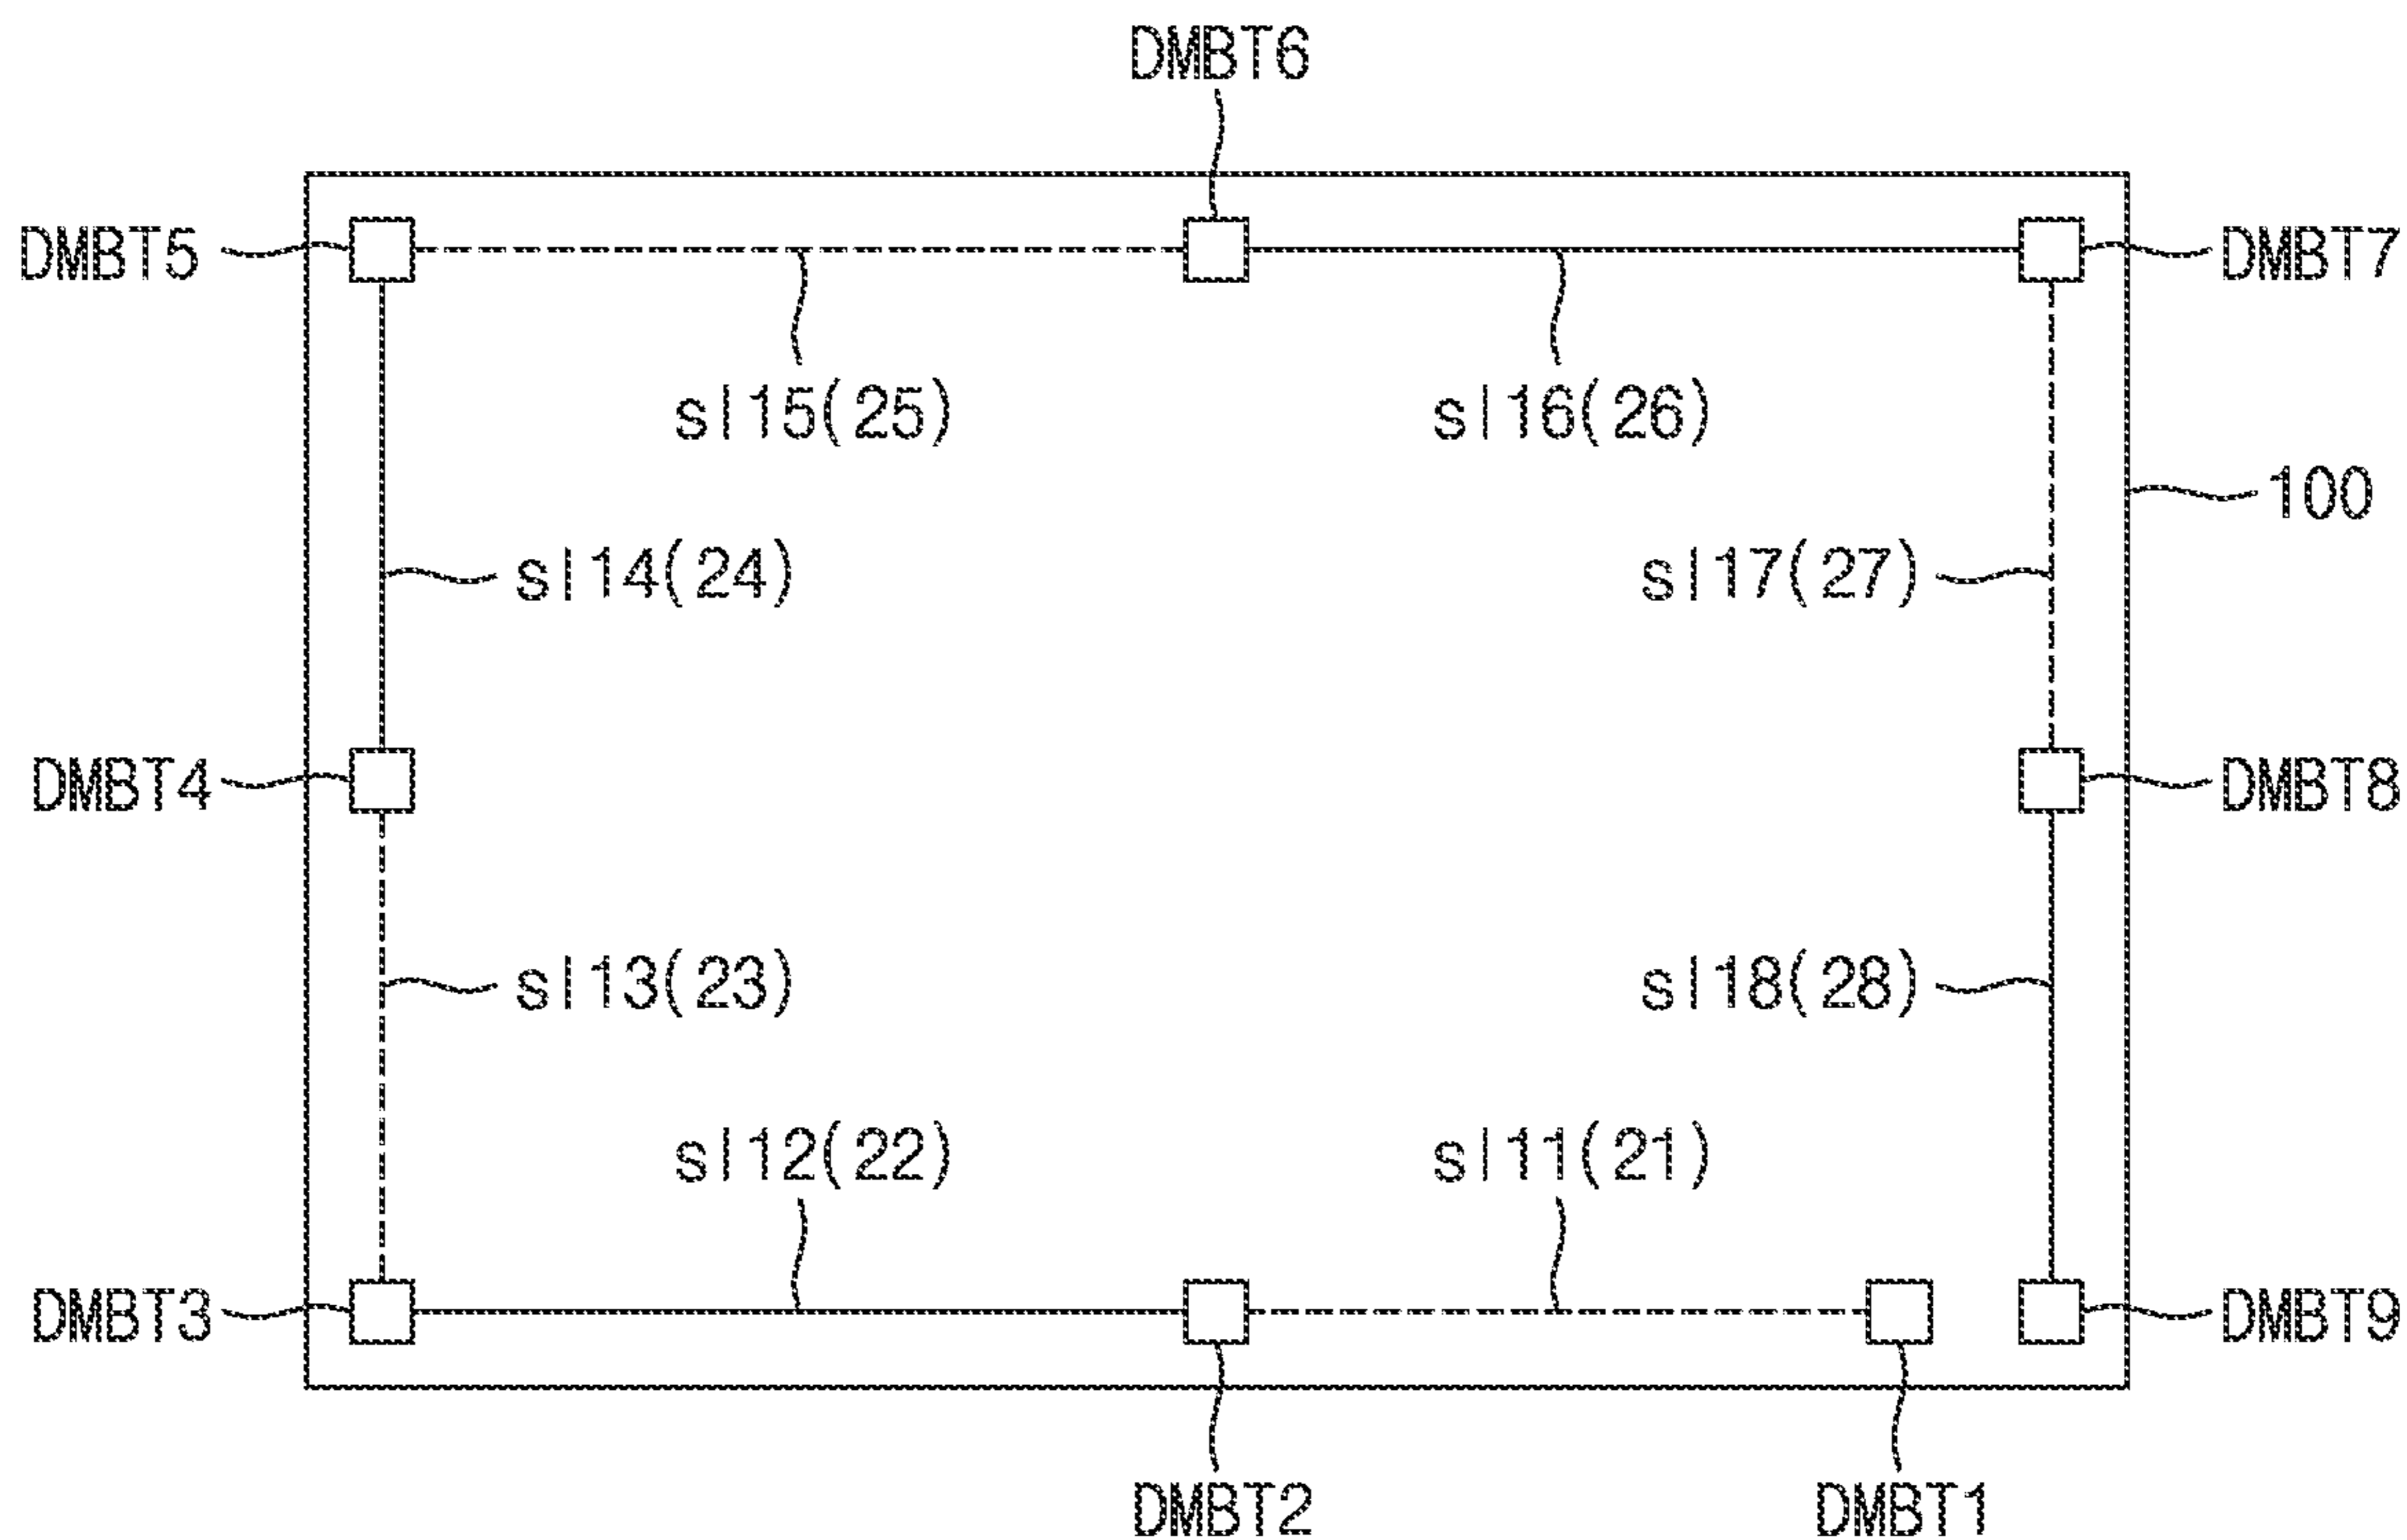 DMBT6
DMBT5
DMBT7
sl15(25)
sl16(26)
100
sl14(24)
sl17(27)
DMBT4
DMBT8
sl13(23)
sl18(28)
sl12(22)
sl11(21)
DMBT3
DMBT9
DMBT2
DMBT1